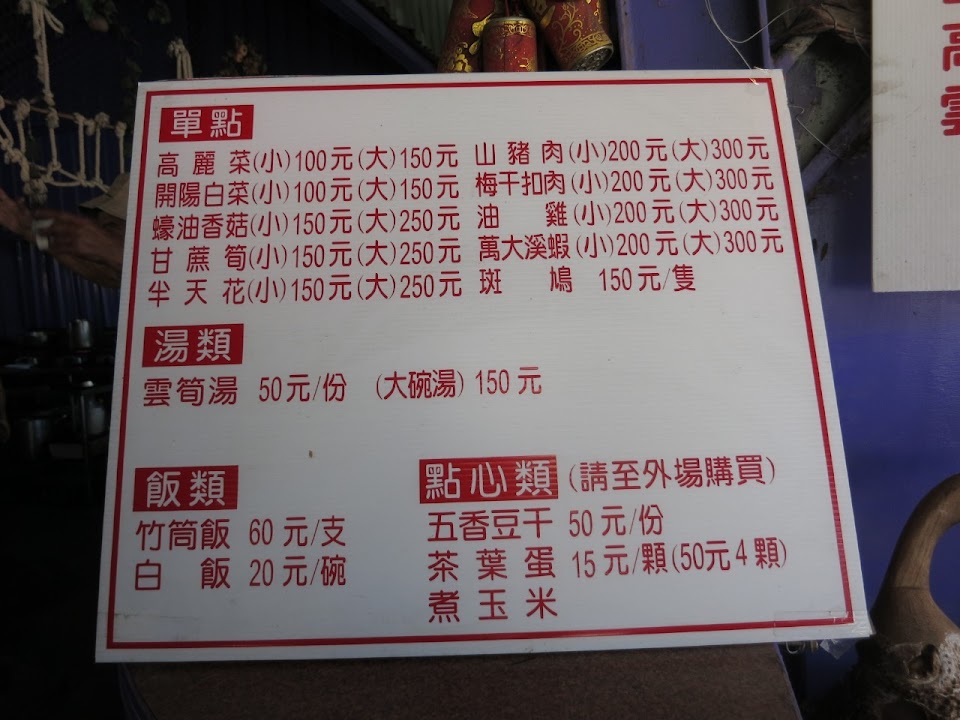 單點
高麗菜(小)100元(大)150元
開陽白菜(小)100元(大)150元
蠔油香菇(小)150元(大)250元
甘蔗筍(小)150元(大)250元
半天花(小)150元(大)250元
山豬肉(小)200元(大)300元
梅干扣肉(小)200元(大)300元
油雞(小)200元(大)300元
萬大溪蝦(小)200元(大)300元
斑鳩 150元/隻
湯類
雲筍湯 50元/份 (大碗湯) 150元
飯類
竹筒飯 60元/支
白飯 20元/碗
點心類 (請至外場購買)
五香豆干 50元/份
茶葉蛋 15元/顆(50元4顆)
煮玉米